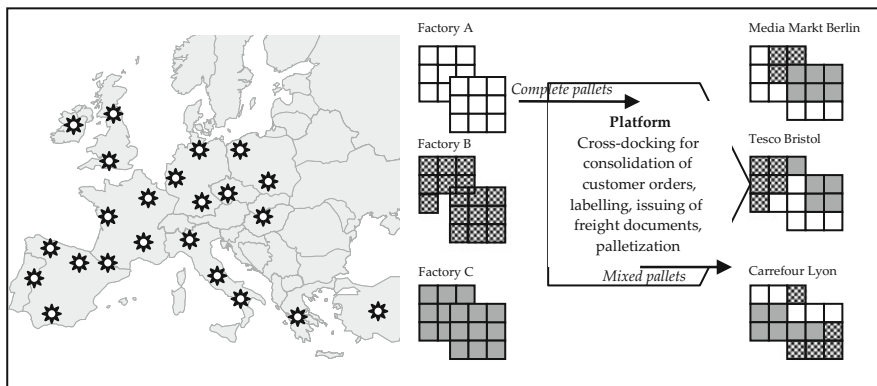 Factory A
Complete pallets
Factory B
Factory C
Platform
Cross-docking for
consolidation of
customer orders,
labelling, issuing of
freight documents,
palletization
Mixed pallets
Media Markt Berlin
Tesco Bristol
Carrefour Lyon